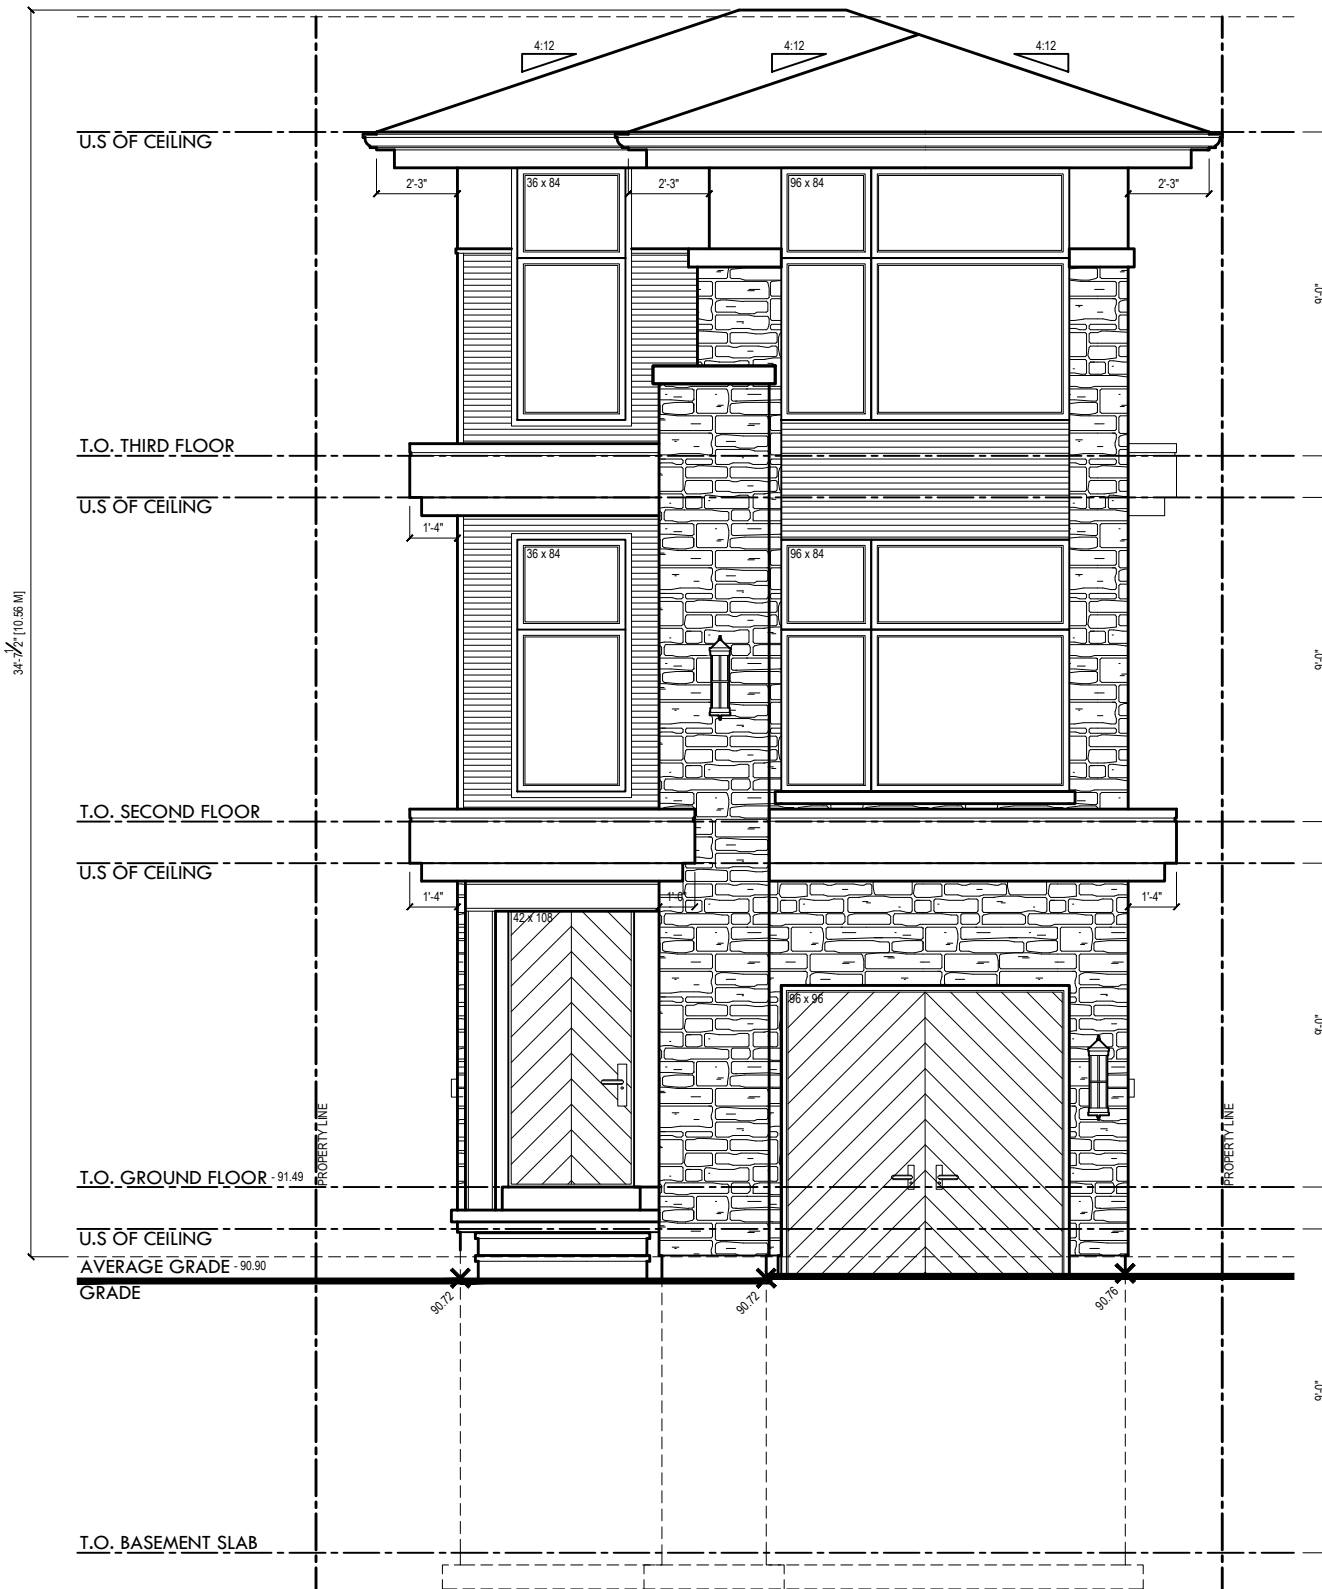 4:12 4:12 4:12
U.S OF CEILING
2'-3" 36 x 84 2'-3" 96 x 84 2'-3"
9'-0"
T.O. THIRD FLOOR
U.S OF CEILING
1'-4" 36 x 84 96 x 84
34'-7 1/2" [10.56 M]
9'-0"
T.O. SECOND FLOOR
U.S OF CEILING
1'-4" 1'-0" 1'-4"
42 x 108
96 x 96
9'-0"
PROPERTY LINE PROPERTY LINE
T.O. GROUND FLOOR - 91.49
U.S OF CEILING
AVERAGE GRADE - 90.90
GRADE
90.72 90.72 90.76
9'-0"
T.O. BASEMENT SLAB